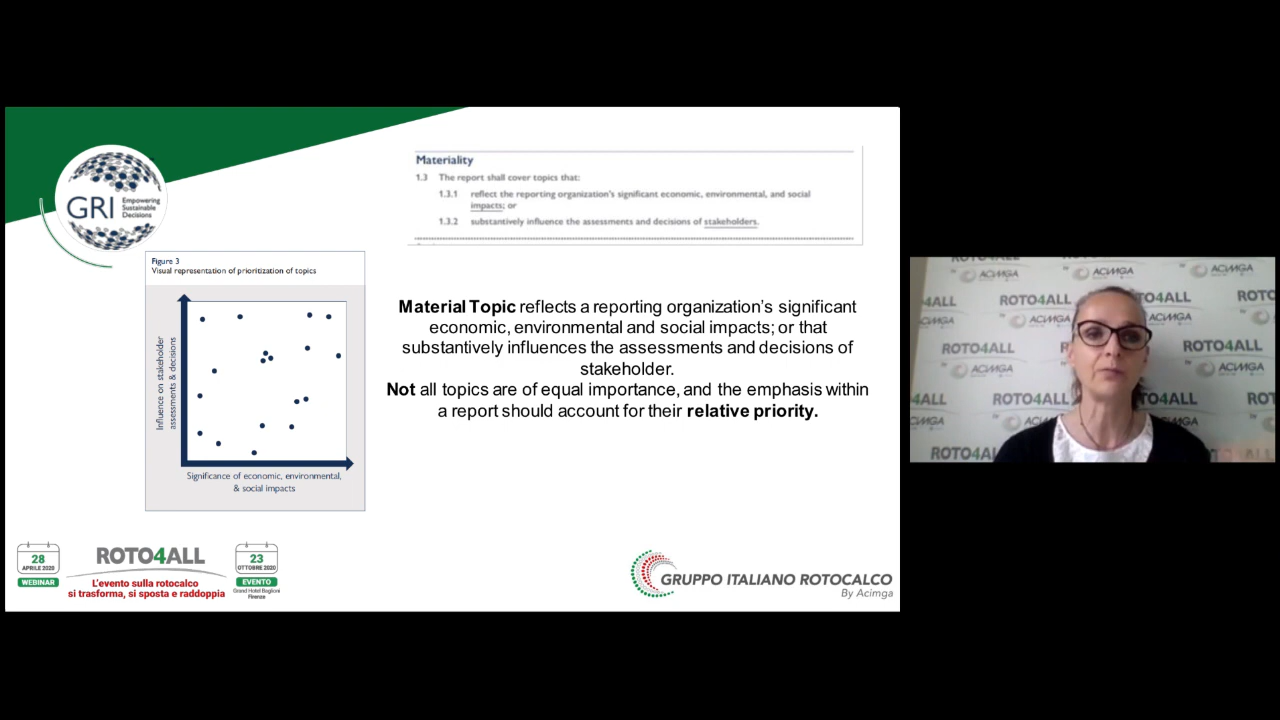 GRI Empowering
Sustainable
Decisions
Materiality
1.3 The report shall cover topics that:
1.3.1 reflect the reporting organization's significant economic, environmental, and social
impacts; or
1.3.2 substantively influence the assessments and decisions of stakeholders.
Figure 3
Visual representation of prioritization of topics
Influence on stakeholder
assessments & decisions
Significance of economic, environmental,
& social impacts
Material Topic reflects a reporting organization's significant
economic, environmental and social impacts; or that
substantively influences the assessments and decisions of
stakeholder.
Not all topics are of equal importance, and the emphasis within
a report should account for their relative priority.
28
APRILE 2020
WEBINAR
ROTO4ALL
L'evento sulla rotocalco
si trasforma, si sposta e raddoppia
23
OTTOBRE 2020
EVENTO
Grand Hotel Baglioni
Firenze
GRUPPO ITALIANO ROTOCALCO
By Acimga
ROTO4ALL
by ACIMGA